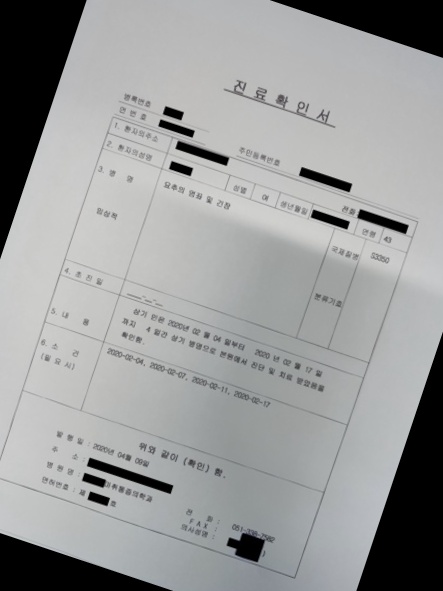 진 료 확 인 서
병록번호
연 번 호
주민등록번호
1. 환자의주소
전화
2. 환자의성명 성별 여 생년월일 연령 43
3. 병 명 요추의 염좌 및 긴장 국제질병 S3350
임상적
분류기호
4. 초 진 일 ____-__-__
5. 내 용 상기 인은 2020년 02 월 04 일부터 2020 년 02 월 17 일
까지 4 일간 상기 병명으로 본원에서 진단 및 치료 받았음을
확인함.
6. 소 견 2020-02-04, 2020-02-07, 2020-02-11, 2020-02-17
(필 요 시)
위와 같이 (확인) 함.
발 행 일 : 2020년 04월 09일
주 소 :
병 원 명 : 마취통증의학과
면허번호 : 제 호
전 화 :
F A X :
의사성명 :